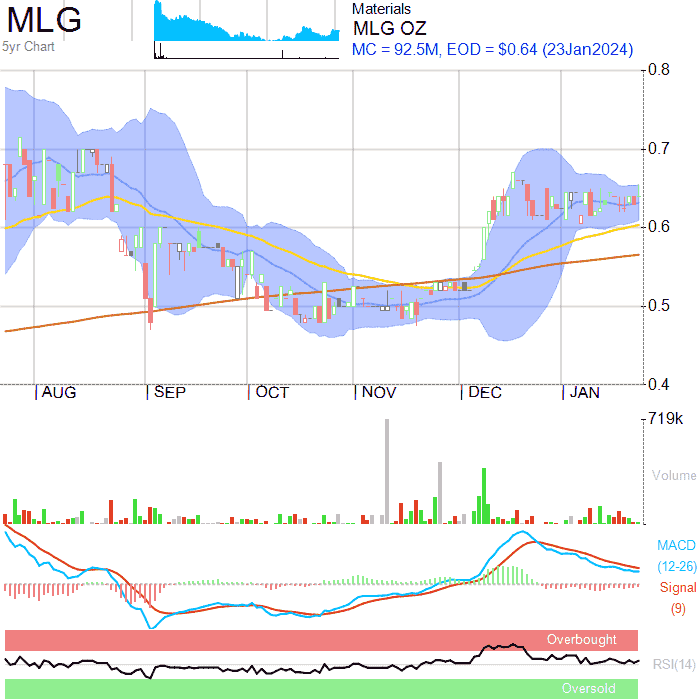 MLG
5yr Chart
Materials
MLG OZ
MC = 92.5M, EOD = $0.64 (23Jan2024)
0.8
0.7
0.6
0.5
0.4
AUG SEP OCT NOV DEC JAN
719k
Volume
MACD
(12-26)
Signal
(9)
Overbought
RSI(14)
Oversold